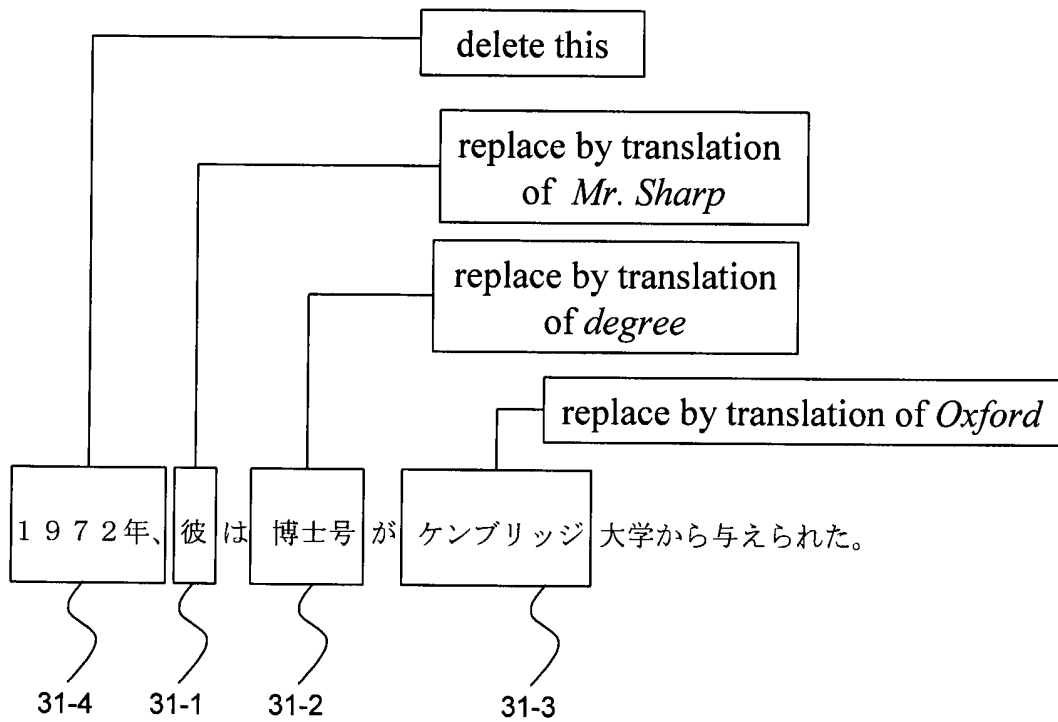 delete this
replace by translation
of Mr. Sharp
replace by translation
of degree
replace by translation of Oxford
１９７２年、彼は博士号がケンブリッジ大学から与えられた。
31-4 31-1 31-2 31-3